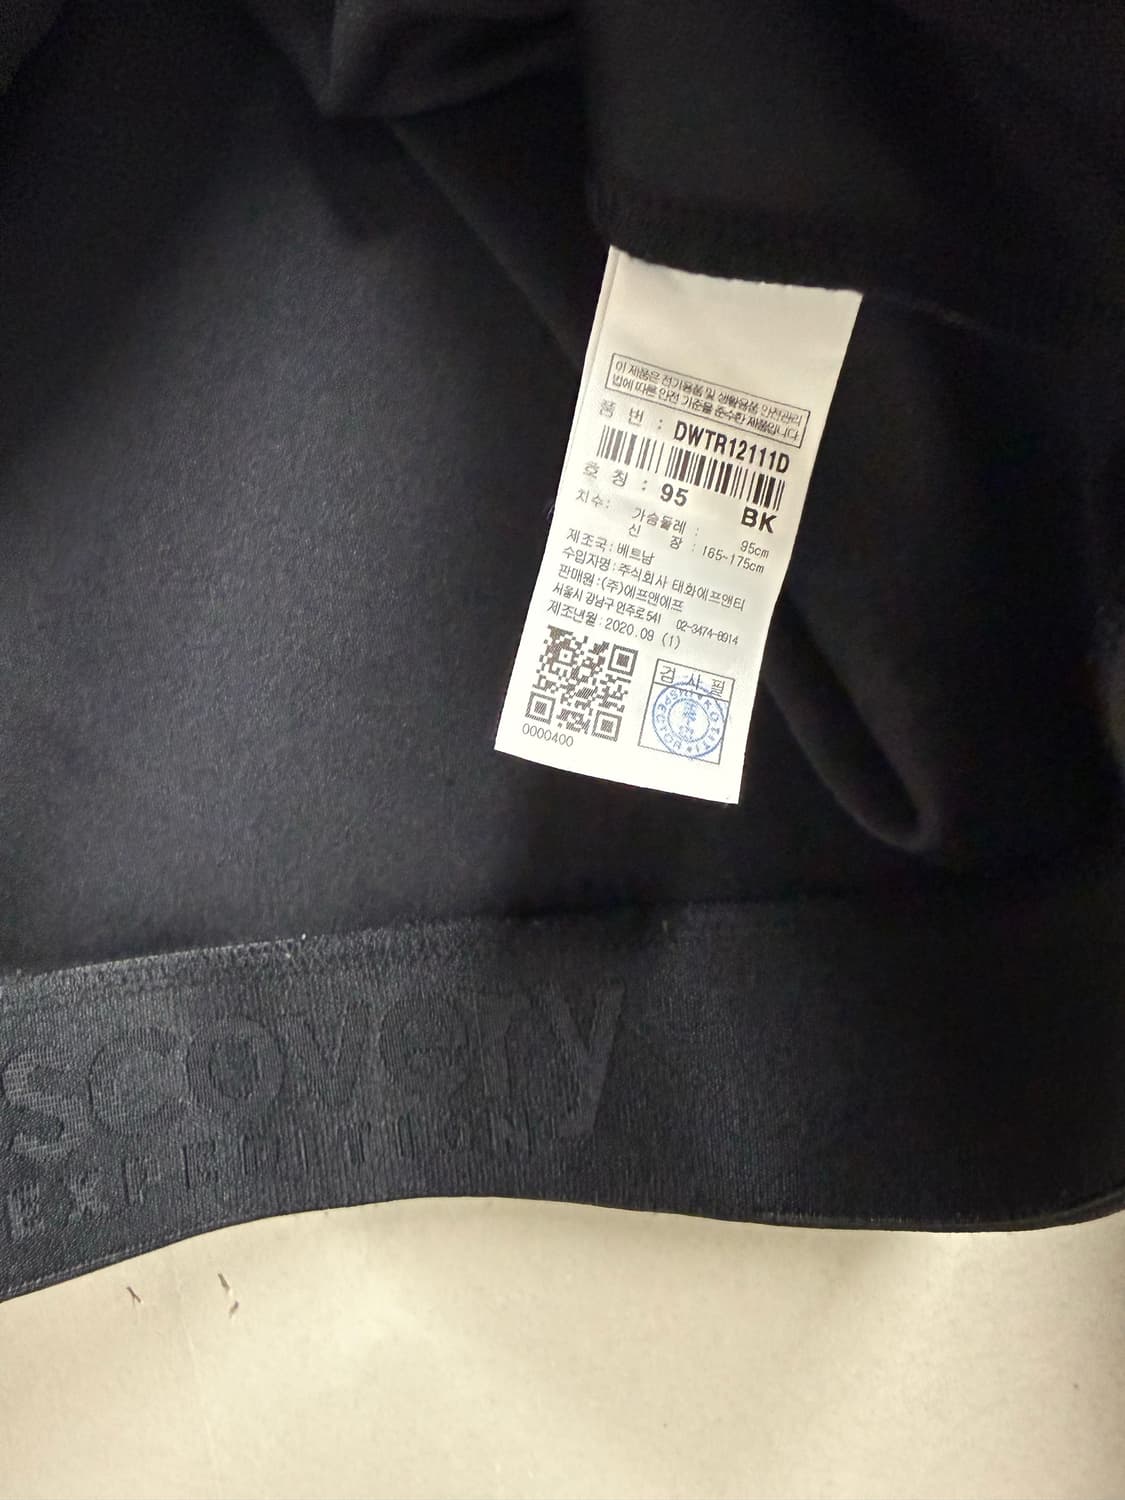 이 제품은 전기용품 및 생활용품 안전관리
법에 따른 안전 기준을 준수한 제품입니다
품 번 : DWTR12111D
호 칭 : 95 BK
치수: 가슴둘레 : 95cm
신 장 : 165~175cm
제조국 : 베트남
수입자명 : 주식회사 태화에프앤티
판매원 : (주)에프앤에프
서울시 강남구 언주로 541 02-3474-8014
제조년월 : 2020.09 (1)
0000400
검 사 필
KOTITI
INSPECTOR
scovery
EXPEDITION